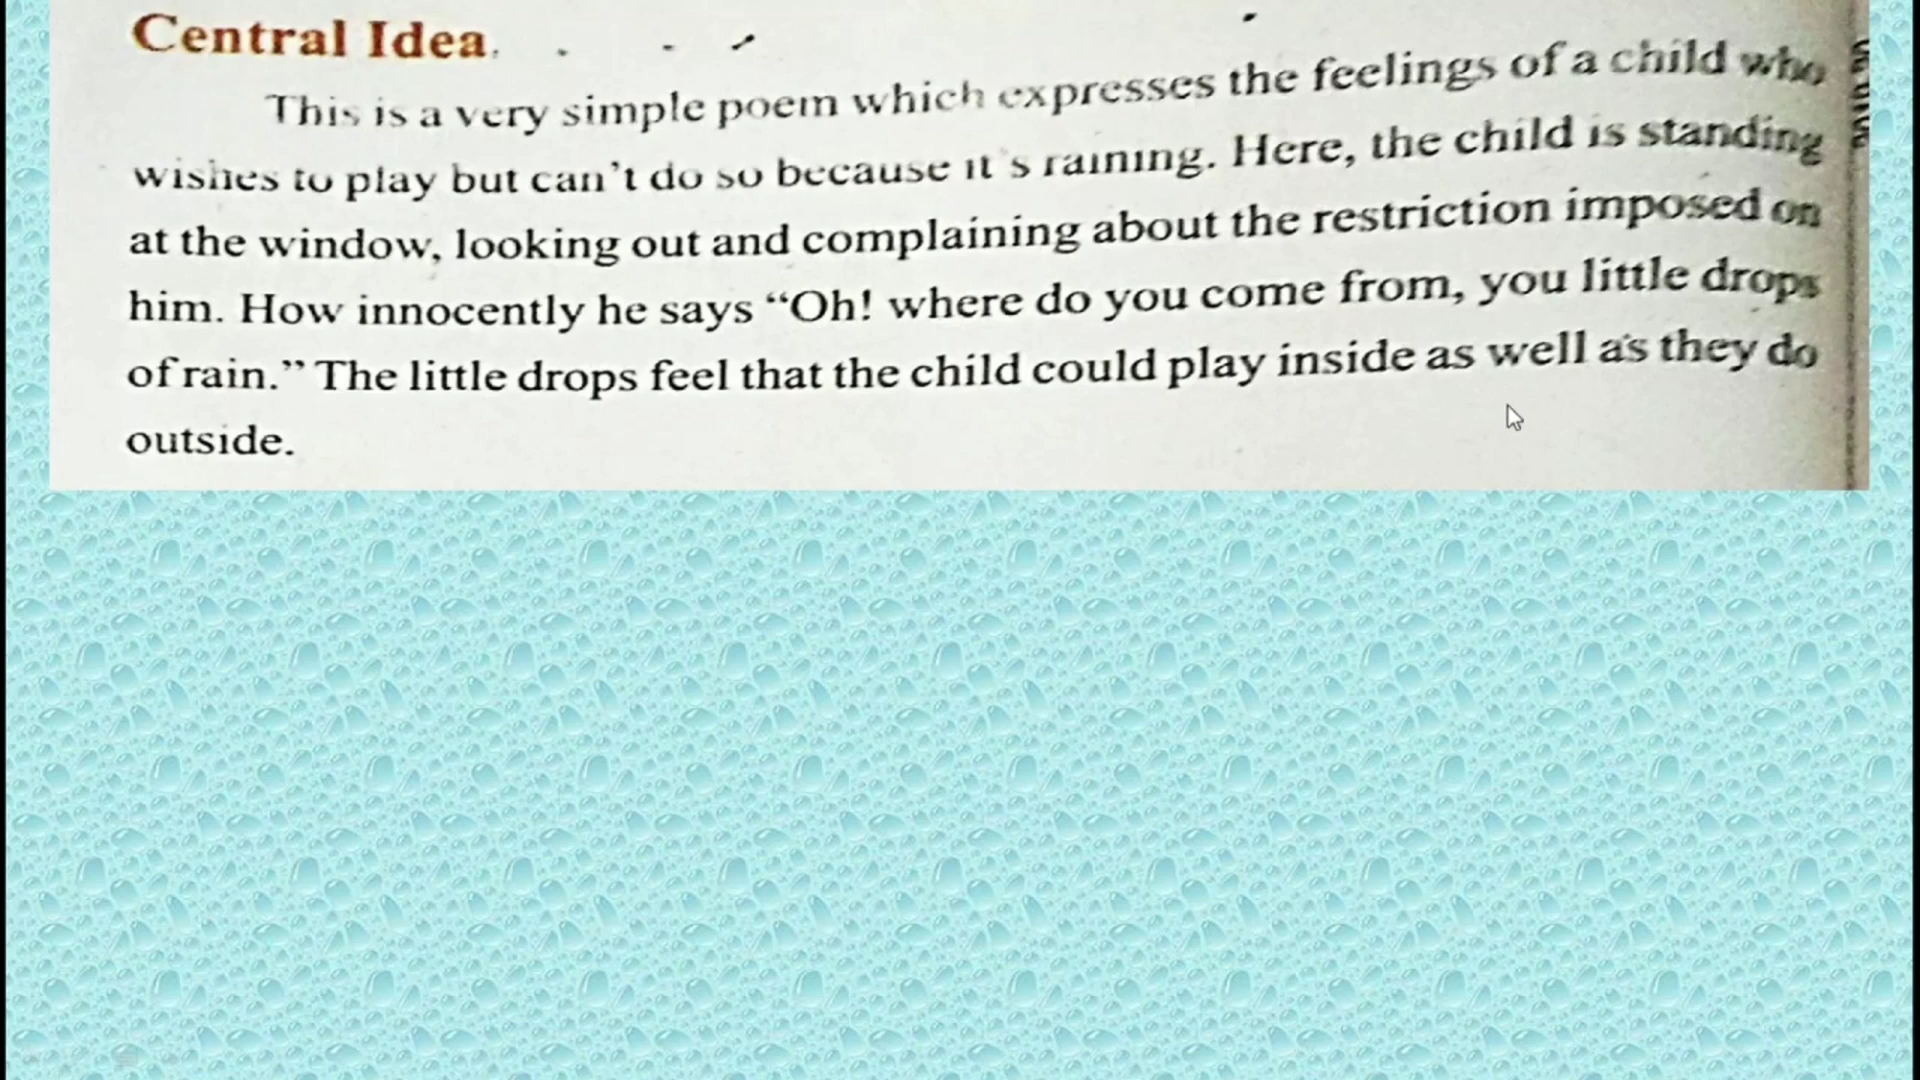 Central Idea
This is a very simple poem which expresses the feelings of a child who
wishes to play but can't do so because it's raining. Here, the child is standing
at the window, looking out and complaining about the restriction imposed on
him. How innocently he says “Oh! where do you come from, you little drops
of rain.” The little drops feel that the child could play inside as well as they do
outside.